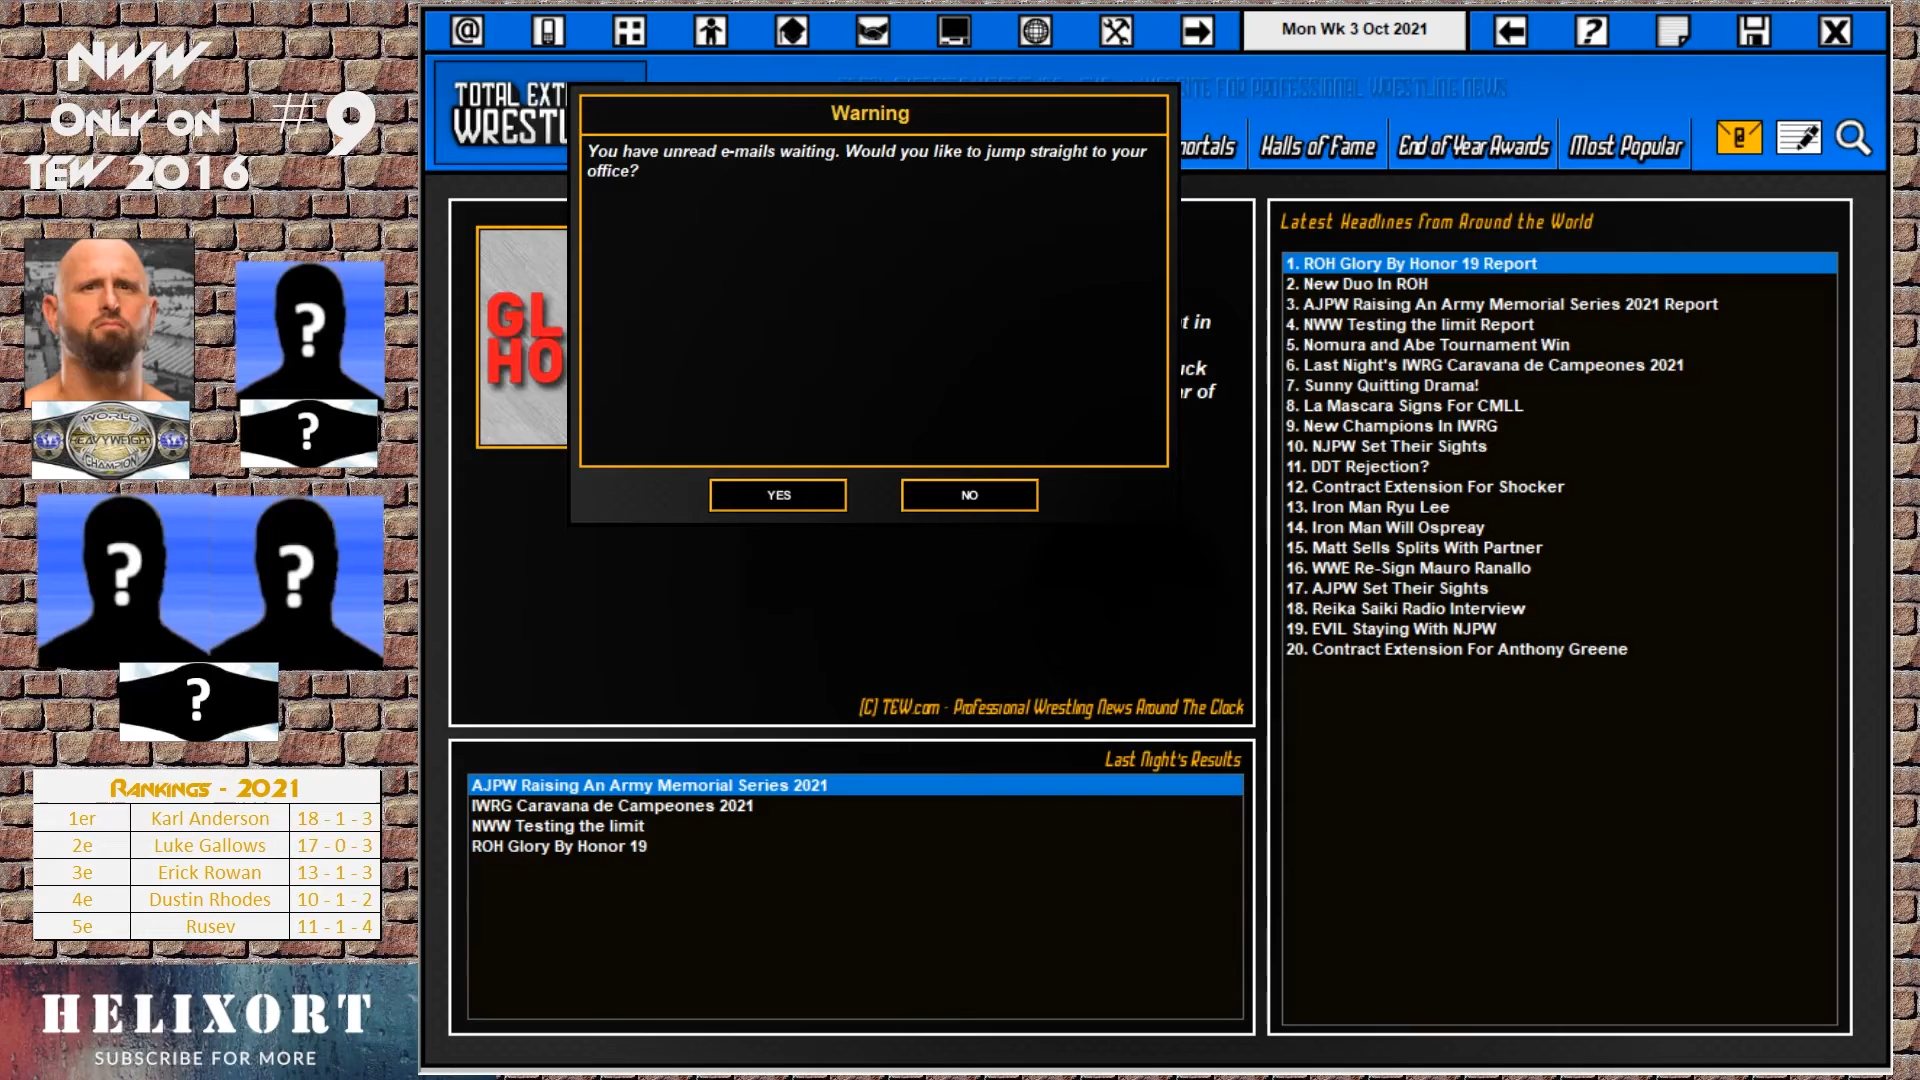 NWW
Only on
TEW 2016
#9
WORLD
HEAVYWEIGHT
CHAMPION
?
?
?
?
?
Rankings - 2021
1er Karl Anderson 18 - 1 - 3
2e Luke Gallows 17 - 0 - 3
3e Erick Rowan 13 - 1 - 3
4e Dustin Rhodes 10 - 1 - 2
5e Rusev 11 - 1 - 4
HELIXORT
SUBSCRIBE FOR MORE
Mon Wk 3 Oct 2021
TOTAL EXT
WRESTL
SITE FOR PROFESSIONAL WRESTLING NEWS
mortals
Halls of Fame
End of Year Awards
Most Popular
Warning
You have unread e-mails waiting. Would you like to jump straight to your
office?
YES
NO
GL
HO
t in
uck
r of
(C) TEW.com - Professional Wrestling News Around The Clock
Last Night's Results
AJPW Raising An Army Memorial Series 2021
IWRG Caravana de Campeones 2021
NWW Testing the limit
ROH Glory By Honor 19
Latest Headlines From Around the World
1. ROH Glory By Honor 19 Report
2. New Duo In ROH
3. AJPW Raising An Army Memorial Series 2021 Report
4. NWW Testing the limit Report
5. Nomura and Abe Tournament Win
6. Last Night's IWRG Caravana de Campeones 2021
7. Sunny Quitting Drama!
8. La Mascara Signs For CMLL
9. New Champions In IWRG
10. NJPW Set Their Sights
11. DDT Rejection?
12. Contract Extension For Shocker
13. Iron Man Ryu Lee
14. Iron Man Will Ospreay
15. Matt Sells Splits With Partner
16. WWE Re-Sign Mauro Ranallo
17. AJPW Set Their Sights
18. Reika Saiki Radio Interview
19. EVIL Staying With NJPW
20. Contract Extension For Anthony Greene